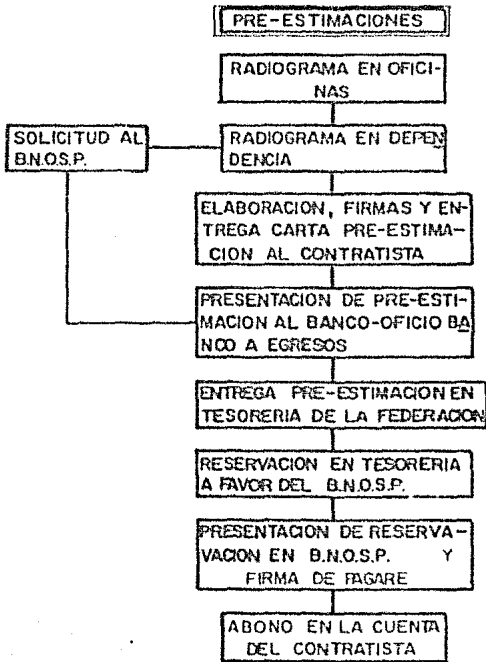 PRE-ESTIMACIONES
RADIOGRAMA EN OFICI-
NAS
SOLICITUD AL
B.N.O.S.P.
RADIOGRAMA EN DEPEN
DENCIA
ELABORACION, FIRMAS Y EN-
TREGA CARTA PRE-ESTIMA-
CION AL CONTRATISTA
PRESENTACION DE PRE-ESTI-
MACION AL BANCO-OFICIO BA
NCO A EGRESOS
ENTREGA PRE-ESTIMACION EN
TESORERIA DE LA FEDERACION
RESERVACION EN TESORERIA
A FAVOR DEL B.N.O.S.P.
PRESENTACION DE RESERVA-
VACION EN B.N.O.S.P. Y
FIRMA DE PAGARE
ABONO EN LA CUENTA
DEL CONTRATISTA